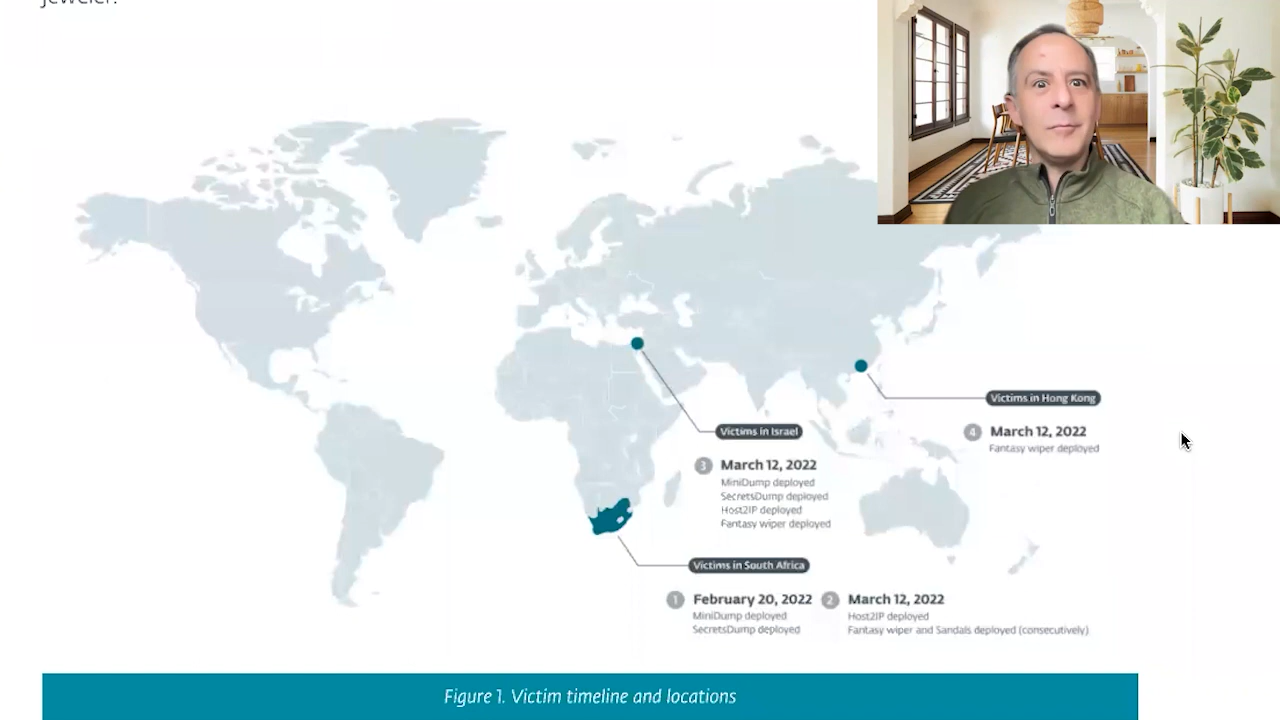 jeweler.
Victims in Hong Kong
4 March 12, 2022
Fantasy wiper deployed
Victims in Israel
3 March 12, 2022
MiniDump deployed
SecretsDump deployed
Host2IP deployed
Fantasy wiper deployed
Victims in South Africa
1 February 20, 2022
MiniDump deployed
SecretsDump deployed
2 March 12, 2022
Host2IP deployed
Fantasy wiper and Sandals deployed (consecutively)
Figure 1. Victim timeline and locations